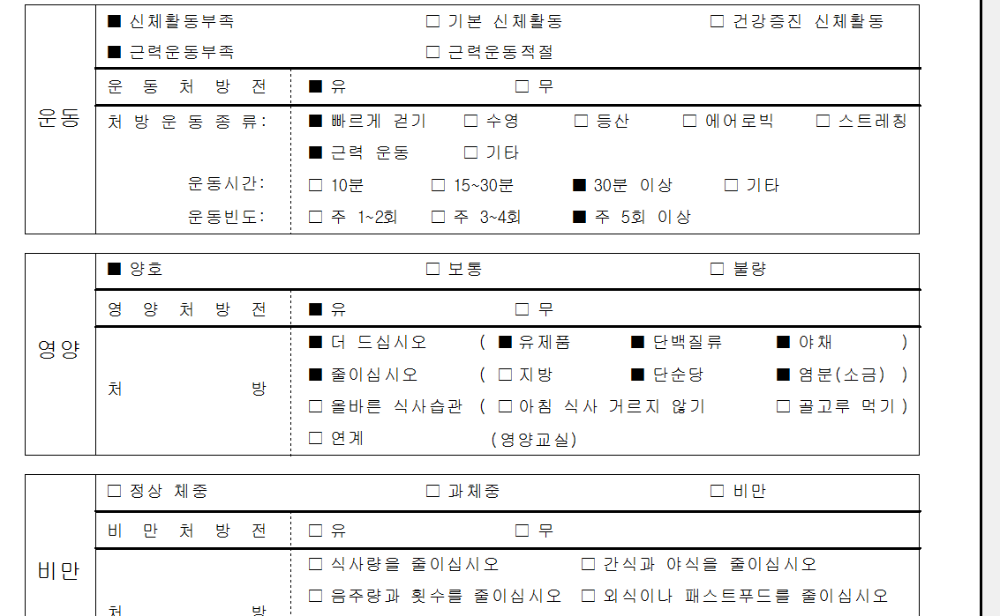 ■ 신체활동부족 □ 기본 신체활동 □ 건강증진 신체활동
■ 근력운동부족 □ 근력운동적절
운동
운 동 처 방 전 ■ 유 □ 무
처 방 운 동 종 류: ■ 빠르게 걷기 □ 수영 □ 등산 □ 에어로빅 □ 스트레칭
■ 근력 운동 □ 기타
운동시간: □ 10분 □ 15~30분 ■ 30분 이상 □ 기타
운동빈도: □ 주 1~2회 □ 주 3~4회 ■ 주 5회 이상
■ 양호 □ 보통 □ 불량
영양
영 양 처 방 전 ■ 유 □ 무
처 방
■ 더 드십시오 ( ■ 유제품 ■ 단백질류 ■ 야채 )
■ 줄이십시오 ( □ 지방 ■ 단순당 ■ 염분(소금) )
□ 올바른 식사습관 ( □ 아침 식사 거르지 않기 □ 골고루 먹기 )
□ 연계 (영양교실)
□ 정상 체중 □ 과체중 □ 비만
비만
비 만 처 방 전 □ 유 □ 무
처 방
□ 식사량을 줄이십시오 □ 간식과 야식을 줄이십시오
□ 음주량과 횟수를 줄이십시오 □ 외식이나 패스트푸드를 줄이십시오